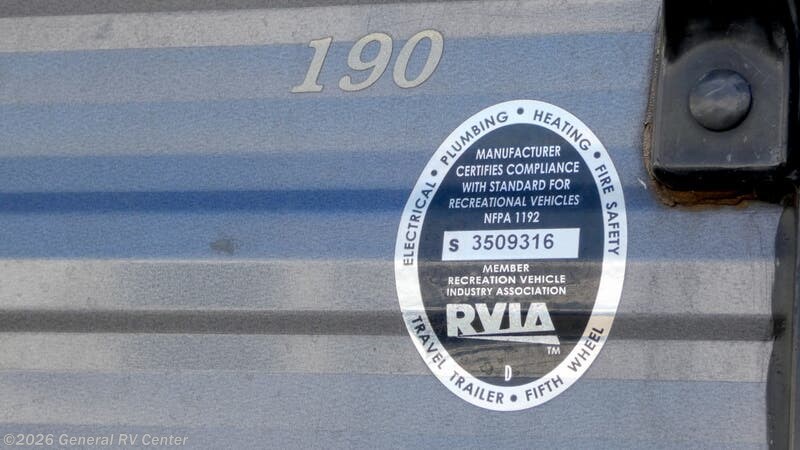 190
ELECTRICAL • PLUMBING • HEATING • FIRE SAFETY
MANUFACTURER
CERTIFIES COMPLIANCE
WITH STANDARD FOR
RECREATIONAL VEHICLES
NFPA 1192
S 3509316
MEMBER
RECREATION VEHICLE
INDUSTRY ASSOCIATION
RVIA
TM
D
TRAVEL TRAILER • FIFTH WHEEL
©2026 General RV Center